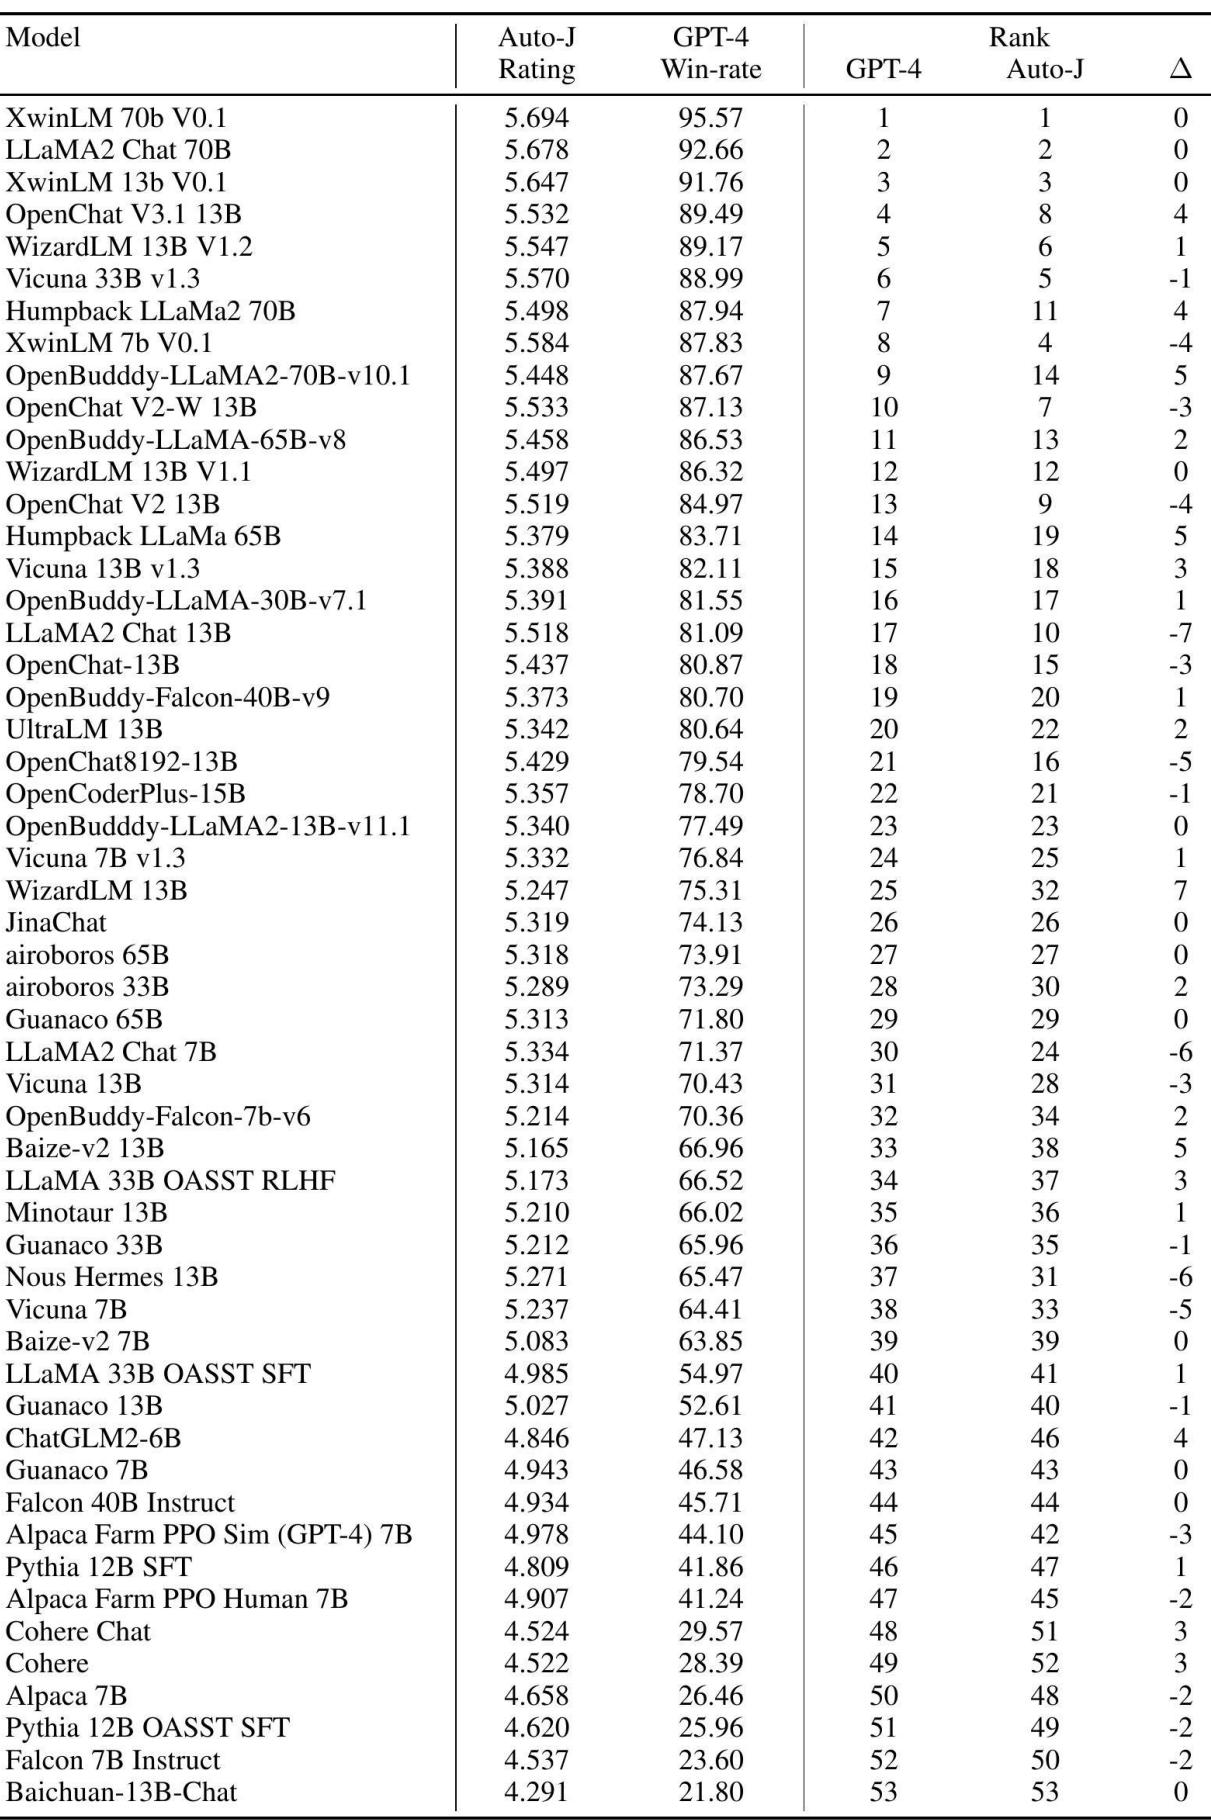 Model Auto-J GPT-4 Rank
Rating Win-rate GPT-4 Auto-J Δ
XwinLM 70b V0.1 5.694 95.57 1 1 0
LLaMA2 Chat 70B 5.678 92.66 2 2 0
XwinLM 13b V0.1 5.647 91.76 3 3 0
OpenChat V3.1 13B 5.532 89.49 4 8 4
WizardLM 13B V1.2 5.547 89.17 5 6 1
Vicuna 33B v1.3 5.570 88.99 6 5 -1
Humpback LLaMa2 70B 5.498 87.94 7 11 4
XwinLM 7b V0.1 5.584 87.83 8 4 -4
OpenBudddy-LLaMA2-70B-v10.1 5.448 87.67 9 14 5
OpenChat V2-W 13B 5.533 87.13 10 7 -3
OpenBuddy-LLaMA-65B-v8 5.458 86.53 11 13 2
WizardLM 13B V1.1 5.497 86.32 12 12 0
OpenChat V2 13B 5.519 84.97 13 9 -4
Humpback LLaMa 65B 5.379 83.71 14 19 5
Vicuna 13B v1.3 5.388 82.11 15 18 3
OpenBuddy-LLaMA-30B-v7.1 5.391 81.55 16 17 1
LLaMA2 Chat 13B 5.518 81.09 17 10 -7
OpenChat-13B 5.437 80.87 18 15 -3
OpenBuddy-Falcon-40B-v9 5.373 80.70 19 20 1
UltraLM 13B 5.342 80.64 20 22 2
OpenChat8192-13B 5.429 79.54 21 16 -5
OpenCoderPlus-15B 5.357 78.70 22 21 -1
OpenBudddy-LLaMA2-13B-v11.1 5.340 77.49 23 23 0
Vicuna 7B v1.3 5.332 76.84 24 25 1
WizardLM 13B 5.247 75.31 25 32 7
JinaChat 5.319 74.13 26 26 0
airoboros 65B 5.318 73.91 27 27 0
airoboros 33B 5.289 73.29 28 30 2
Guanaco 65B 5.313 71.80 29 29 0
LLaMA2 Chat 7B 5.334 71.37 30 24 -6
Vicuna 13B 5.314 70.43 31 28 -3
OpenBuddy-Falcon-7b-v6 5.214 70.36 32 34 2
Baize-v2 13B 5.165 66.96 33 38 5
LLaMA 33B OASST RLHF 5.173 66.52 34 37 3
Minotaur 13B 5.210 66.02 35 36 1
Guanaco 33B 5.212 65.96 36 35 -1
Nous Hermes 13B 5.271 65.47 37 31 -6
Vicuna 7B 5.237 64.41 38 33 -5
Baize-v2 7B 5.083 63.85 39 39 0
LLaMA 33B OASST SFT 4.985 54.97 40 41 1
Guanaco 13B 5.027 52.61 41 40 -1
ChatGLM2-6B 4.846 47.13 42 46 4
Guanaco 7B 4.943 46.58 43 43 0
Falcon 40B Instruct 4.934 45.71 44 44 0
Alpaca Farm PPO Sim (GPT-4) 7B 4.978 44.10 45 42 -3
Pythia 12B SFT 4.809 41.86 46 47 1
Alpaca Farm PPO Human 7B 4.907 41.24 47 45 -2
Cohere Chat 4.524 29.57 48 51 3
Cohere 4.522 28.39 49 52 3
Alpaca 7B 4.658 26.46 50 48 -2
Pythia 12B OASST SFT 4.620 25.96 51 49 -2
Falcon 7B Instruct 4.537 23.60 52 50 -2
Baichuan-13B-Chat 4.291 21.80 53 53 0